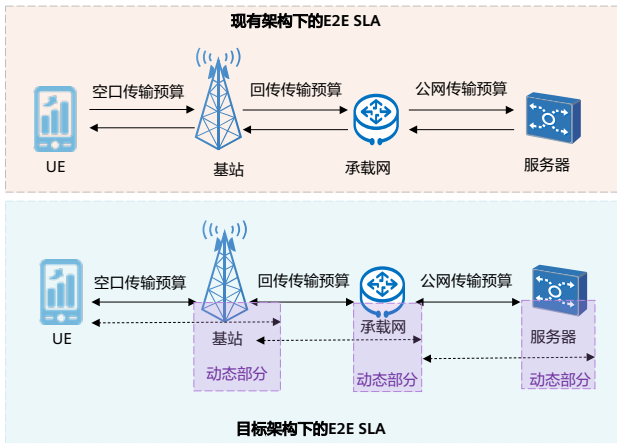 现有架构下的E2E SLA
空口传输预算
回传传输预算
公网传输预算
UE
基站
承载网
服务器
空口传输预算
回传传输预算
公网传输预算
UE
基站
承载网
服务器
动态部分
动态部分
动态部分
目标架构下的E2E SLA